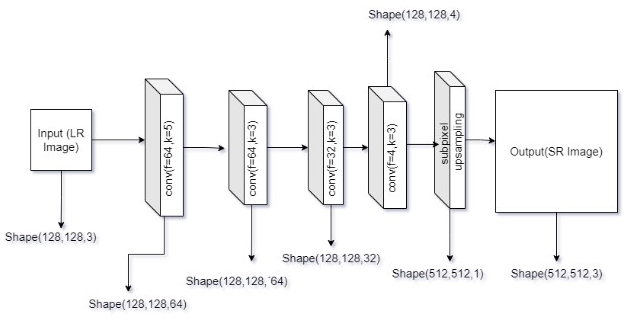 Shape(128,128,4)
Input (LR
Image)
conv(f=64,k=5)
conv(f=64,k=3)
conv(f=32,k=3)
conv(f=4,k=3)
subpixel
upsampling
Output(SR Image)
Shape(128,128,3)
Shape(128,128,64)
Shape(128,128,`64)
Shape(128,128,32)
Shape(512,512,1)
Shape(512,512,3)